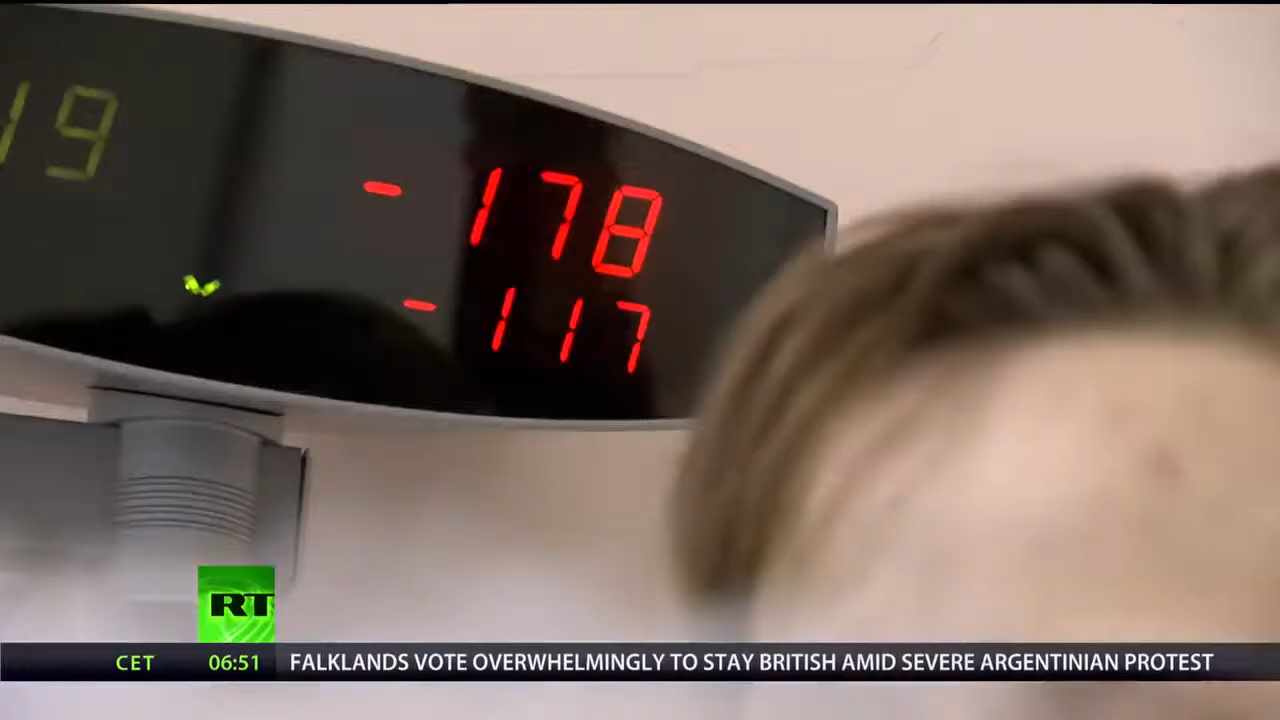 19
- 178
- 117
RT
CET 06:51 FALKLANDS VOTE OVERWHELMINGLY TO STAY BRITISH AMID SEVERE ARGENTINIAN PROTEST